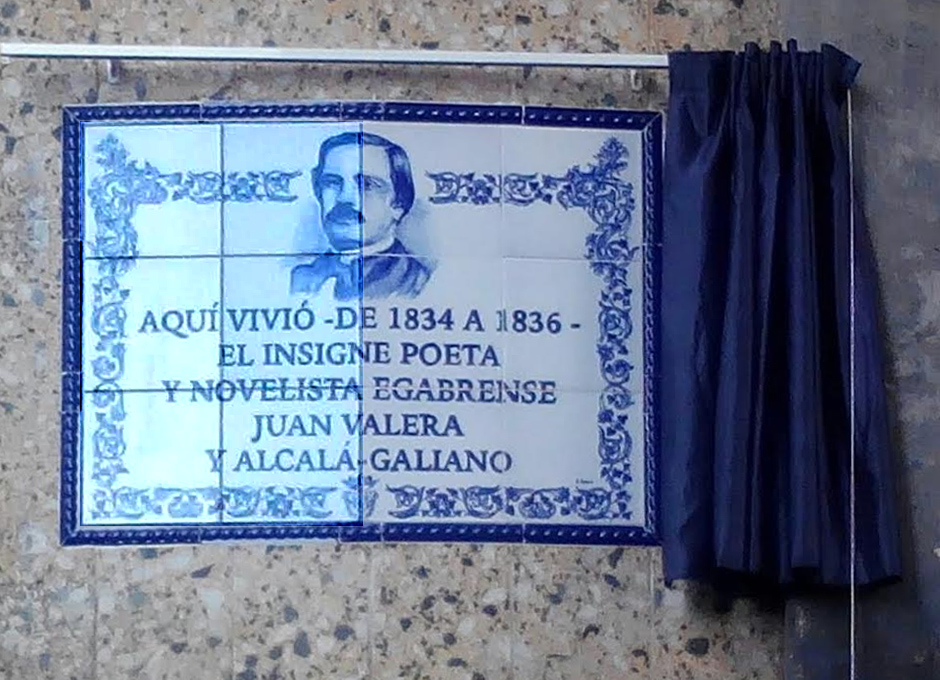 AQUÍ VIVIÓ -DE 1834 A 1836 -
EL INSIGNE POETA
Y NOVELISTA EGABRENSE
JUAN VALERA
Y ALCALÁ-GALIANO